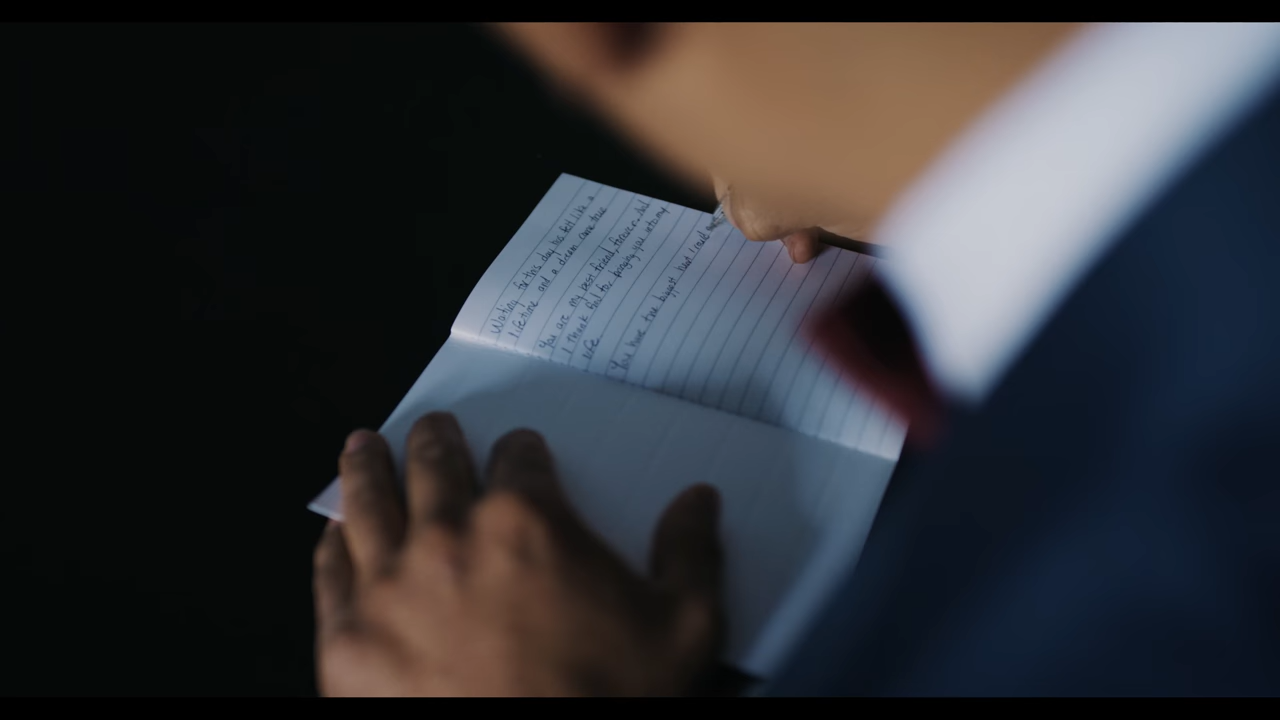 Waiting for this day has felt like a
lifetime and a dream come true
You are my best friend, forever. And
I thank God for bringing you into my
life.
You have the biggest heart I could